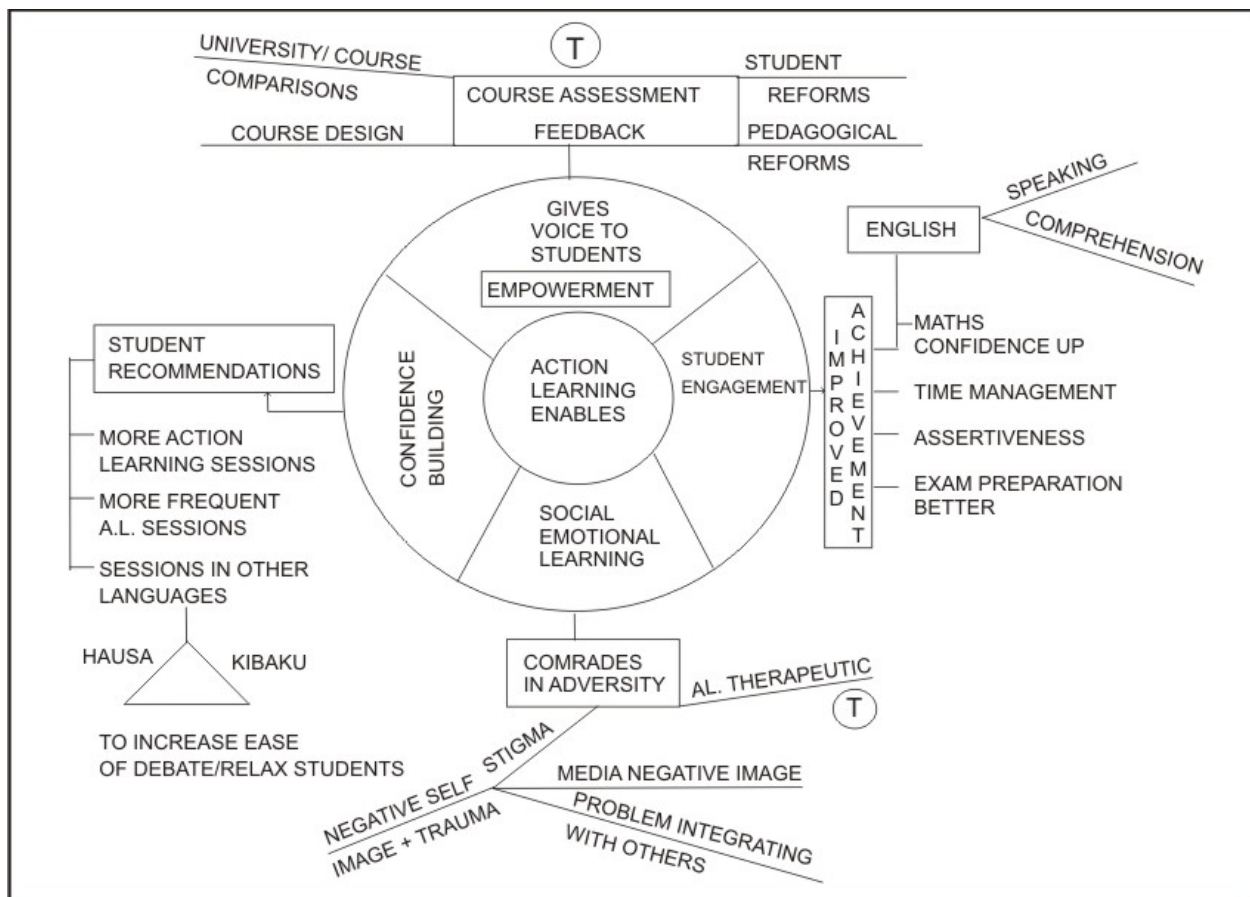 T
UNIVERSITY/ COURSE
COMPARISONS
COURSE DESIGN
COURSE ASSESSMENT
FEEDBACK
STUDENT
REFORMS
PEDAGOGICAL
REFORMS
GIVES
VOICE TO
STUDENTS
EMPOWERMENT
ACTION
LEARNING
ENABLES
STUDENT
ENGAGEMENT
CONFIDENCE
BUILDING
SOCIAL
EMOTIONAL
LEARNING
ENGLISH
SPEAKING
COMPREHENSION
IMPROVED
ACHIEVEMENT
MATHS
CONFIDENCE UP
TIME MANAGEMENT
ASSERTIVENESS
EXAM PREPARATION
BETTER
STUDENT
RECOMMENDATIONS
MORE ACTION
LEARNING SESSIONS
MORE FREQUENT
A.L. SESSIONS
SESSIONS IN OTHER
LANGUAGES
HAUSA
KIBAKU
TO INCREASE EASE
OF DEBATE/RELAX STUDENTS
COMRADES
IN ADVERSITY
AL. THERAPEUTIC
T
STIGMA
NEGATIVE SELF
IMAGE + TRAUMA
MEDIA NEGATIVE IMAGE
PROBLEM INTEGRATING
WITH OTHERS